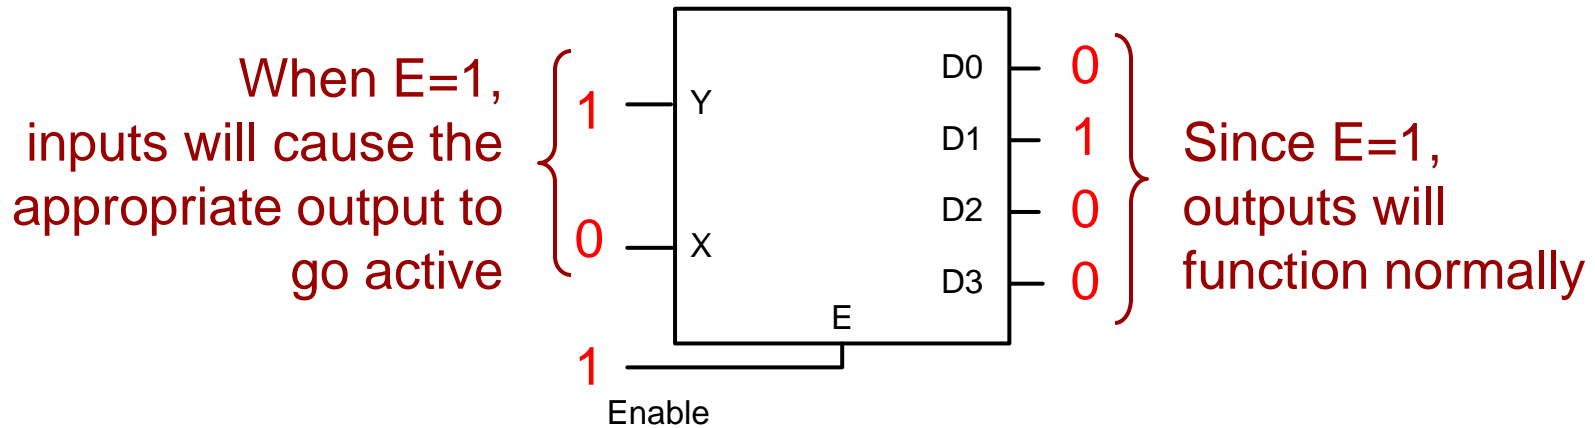 When E=1,
inputs will cause the
appropriate output to
go active
1
0
1
Enable
Y
X
E
D0
D1
D2
D3
0
1
0
0
Since E=1,
outputs will
function normally